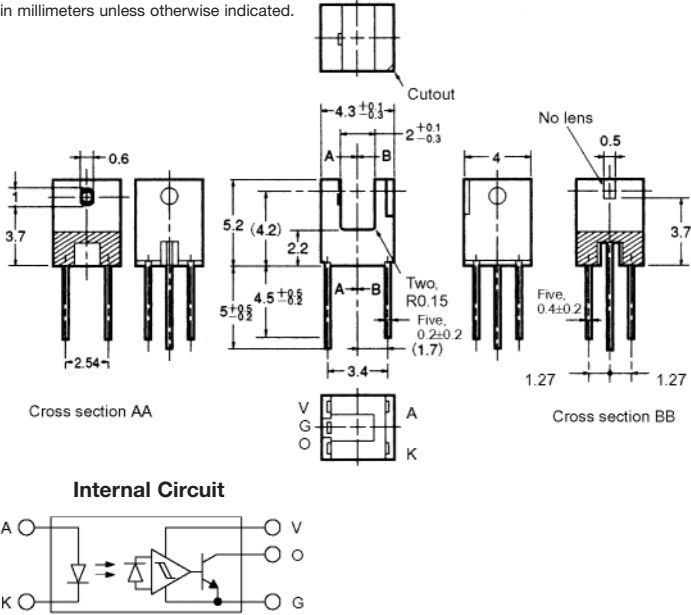 in millimeters unless otherwise indicated.
Cutout
4.3 +0.1 -0.3
2 +0.1 -0.3
A B
No lens
0.5
0.6
4
1
3.7
5.2
(4.2)
2.2
3.7
4.5 +0.5 -0.2
5 +0.5 -0.2
A B
Two,
R0.15
Five,
0.2±0.2
(1.7)
Five,
0.4±0.2
2.54
3.4
1.27 1.27
Cross section AA
V
G
O
A
K
Cross section BB
Internal Circuit
A
K
V
O
G